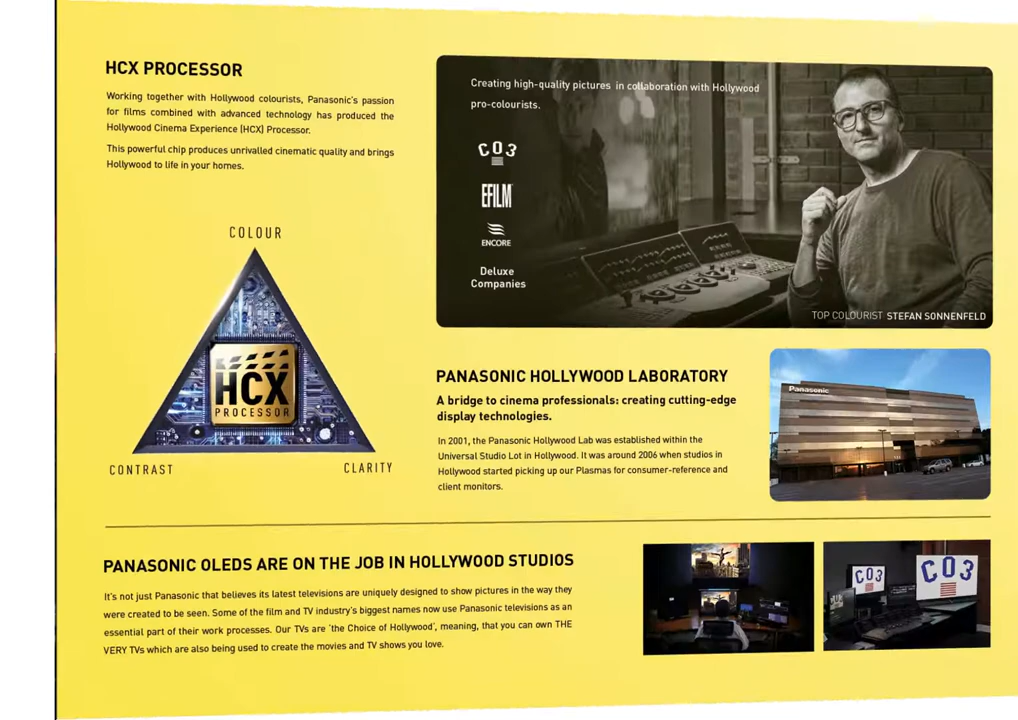 HCX PROCESSOR
Working together with Hollywood colourists, Panasonic's passion
for films combined with advanced technology has produced the
Hollywood Cinema Experience (HCX) Processor.
This powerful chip produces unrivalled cinematic quality and brings
Hollywood to life in your homes.
COLOUR
HCX
PROCESSOR
CONTRAST
CLARITY
Creating high-quality pictures in collaboration with Hollywood
pro-colourists.
CO3
EFILM
ENCORE
Deluxe
Companies
TOP COLOURIST STEFAN SONNENFELD
PANASONIC HOLLYWOOD LABORATORY
A bridge to cinema professionals: creating cutting-edge
display technologies.
In 2001, the Panasonic Hollywood Lab was established within the
Universal Studio Lot in Hollywood. It was around 2006 when studios in
Hollywood started picking up our Plasmas for consumer-reference and
client monitors.
Panasonic
PANASONIC OLEDS ARE ON THE JOB IN HOLLYWOOD STUDIOS
It's not just Panasonic that believes its latest televisions are uniquely designed to show pictures in the way they
were created to be seen. Some of the film and TV industry's biggest names now use Panasonic televisions as an
essential part of their work processes. Our TVs are 'the Choice of Hollywood', meaning, that you can own THE
VERY TVs which are also being used to create the movies and TV shows you love.
CO3
CO3